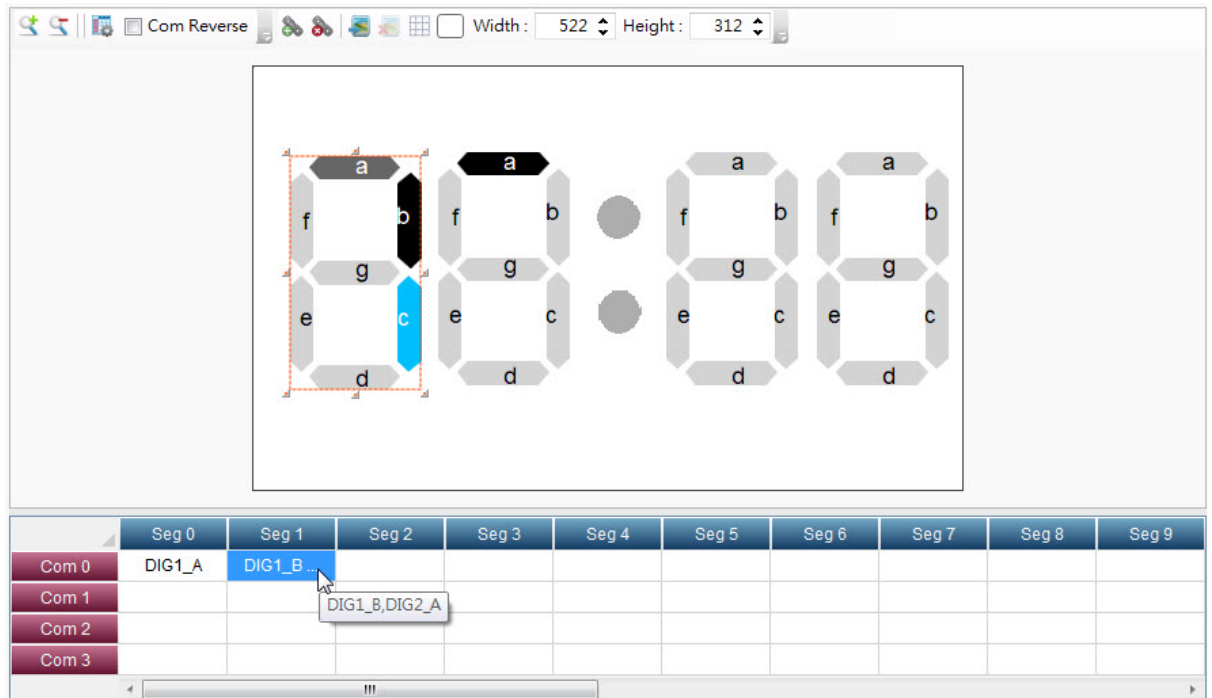 Com Reverse Width : 522 Height : 312
a a a a
f b f b f b f b
g g g g
e c e c e c e c
d d d d
Seg 0 Seg 1 Seg 2 Seg 3 Seg 4 Seg 5 Seg 6 Seg 7 Seg 8 Seg 9
Com 0 DIG1_A DIG1_B ...
Com 1 DIG1_B,DIG2_A
Com 2
Com 3